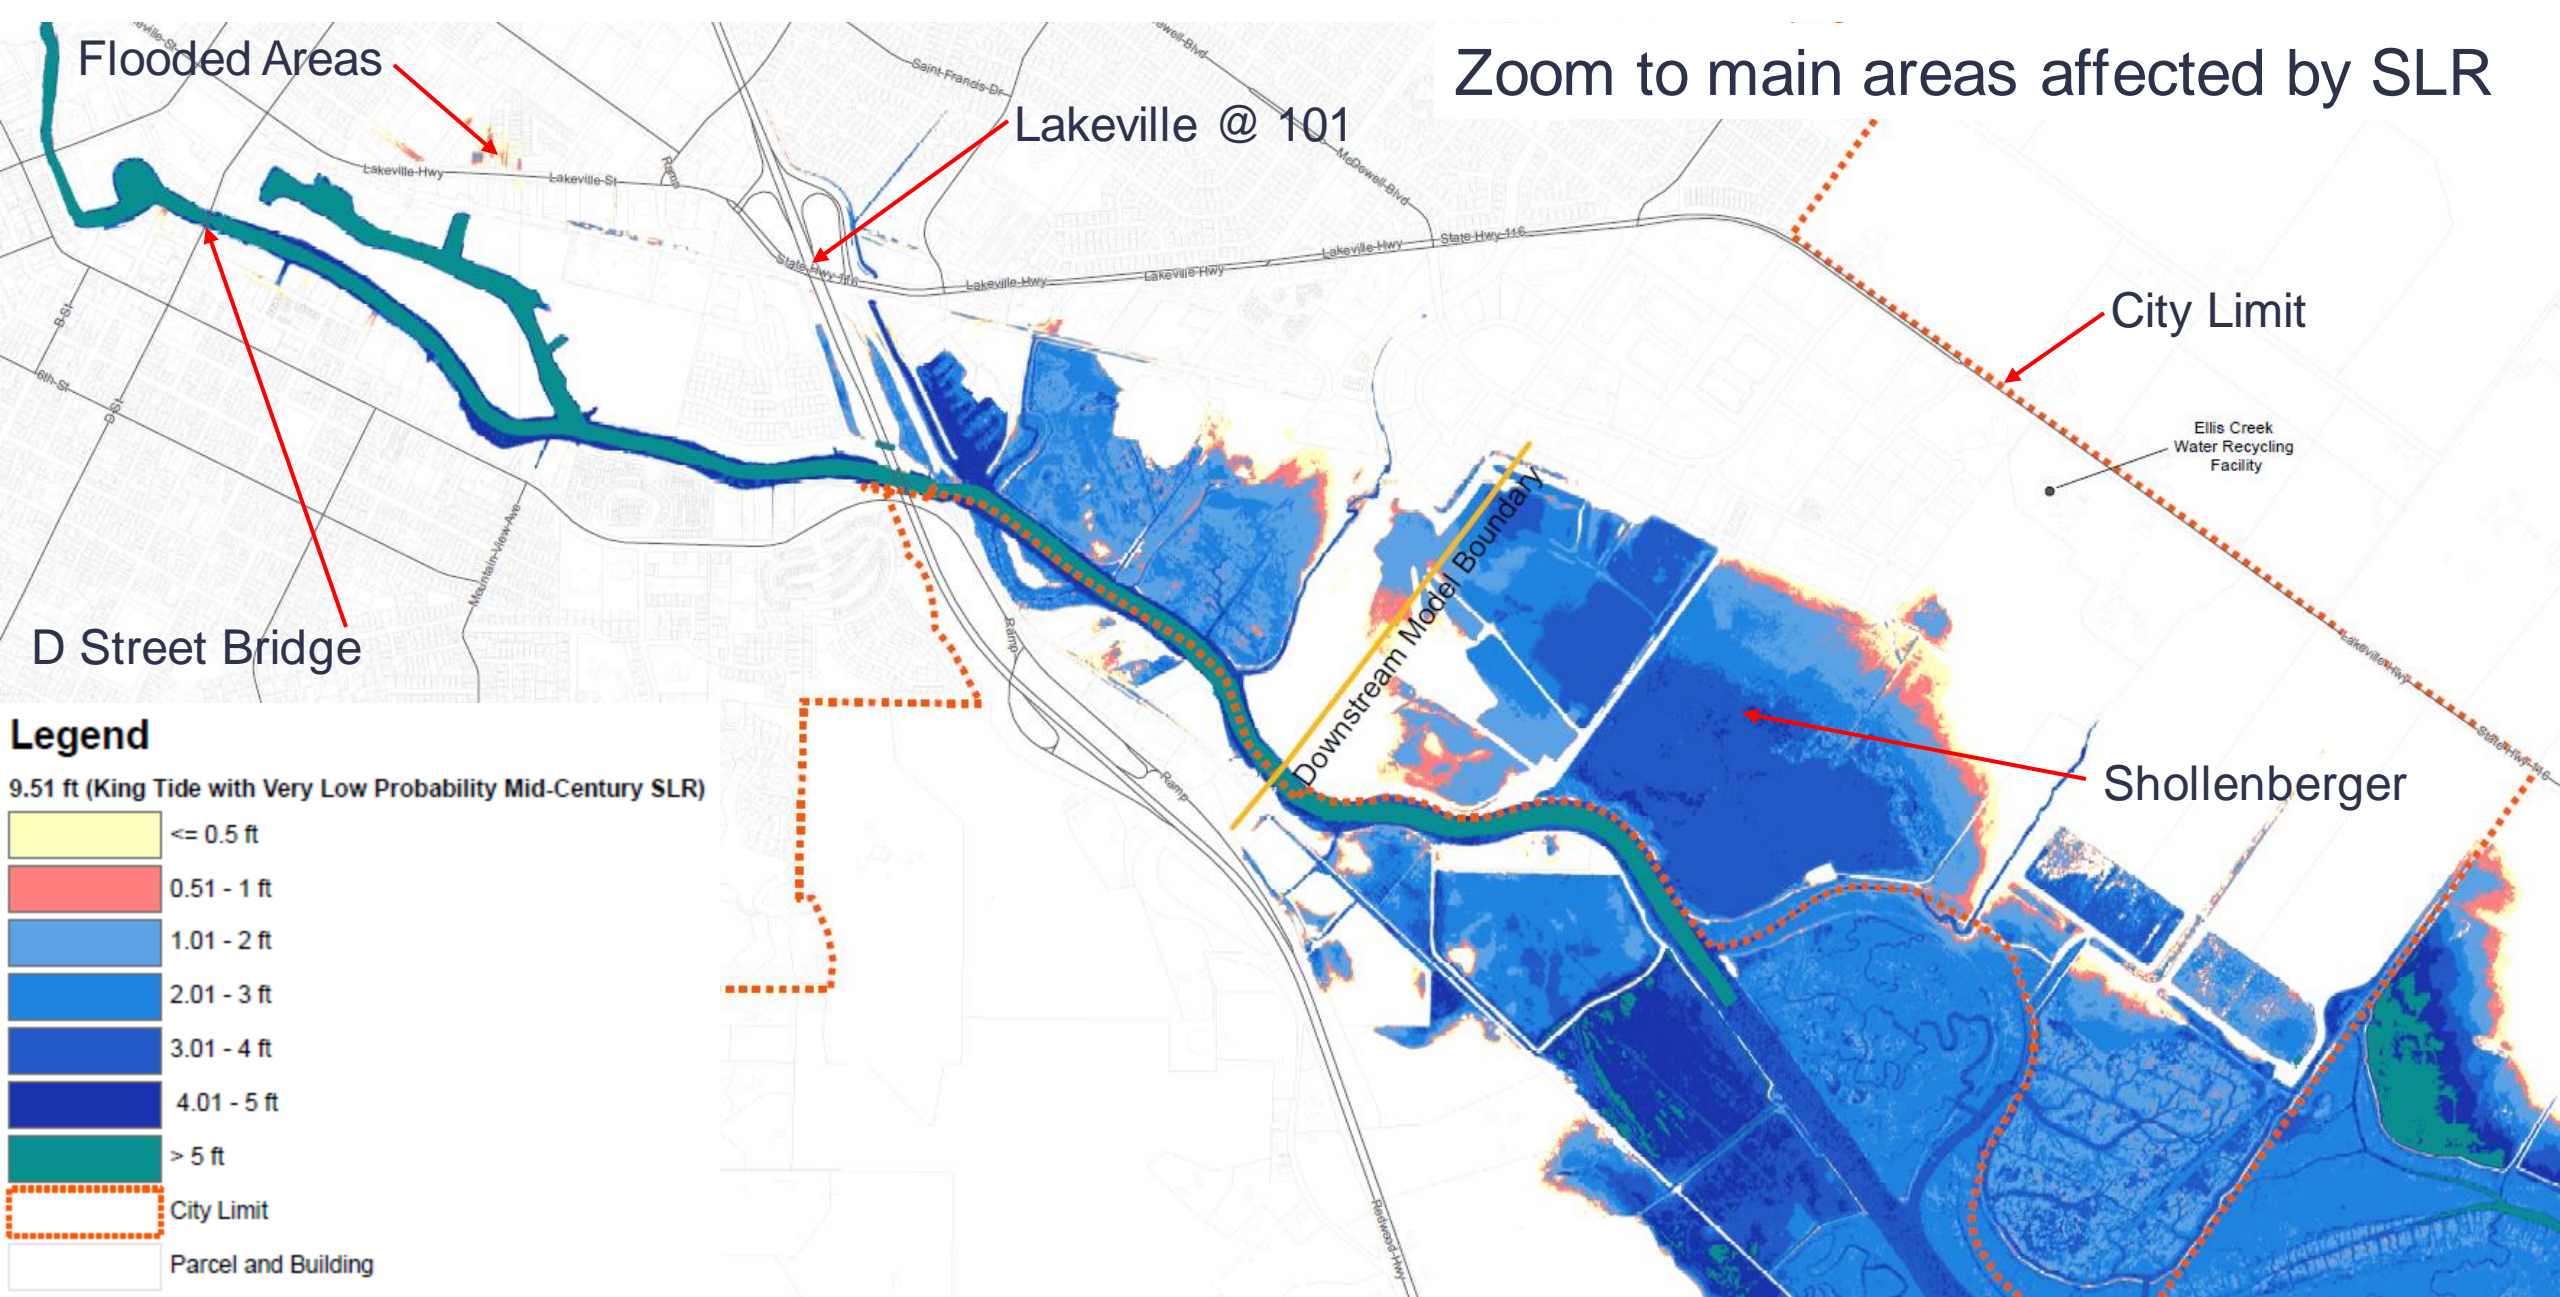 Zoom to main areas affected by SLR
Flooded Areas
Lakeville @ 101
City Limit
Ellis Creek
Water Recycling
Facility
D Street Bridge
Shollenberger
Downstream Model Boundary
Saint-Francis-Dr
McDowell-Blvd
Lakeville-Hwy
Lakeville-St
Ramp
State-Hwy-116
Lakeville-Hwy
Lakeville-Hwy
Lakeville-Hwy
State-Hwy-116
B-St
6th-St
D-St
Mountain-View-Ave
Ramp
Ramp
Lakeville-Hwy
State-Hwy-116
Redwood-Hwy
Legend
9.51 ft (King Tide with Very Low Probability Mid-Century SLR)
<= 0.5 ft
0.51 - 1 ft
1.01 - 2 ft
2.01 - 3 ft
3.01 - 4 ft
4.01 - 5 ft
> 5 ft
City Limit
Parcel and Building